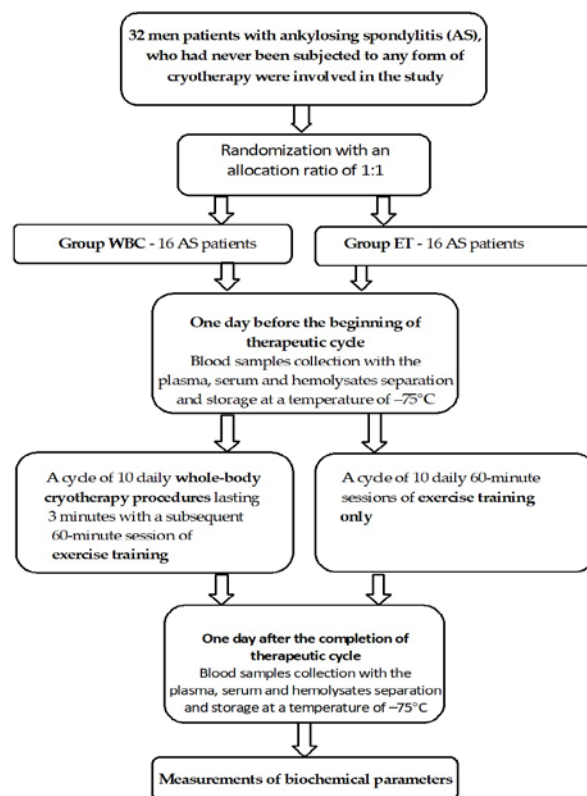 32 men patients with ankylosing spondylitis (AS),
who had never been subjected to any form of
cryotherapy were involved in the study
Randomization with an
allocation ratio of 1:1
Group WBC - 16 AS patients
Group ET - 16 AS patients
One day before the beginning of
therapeutic cycle
Blood samples collection with the
plasma, serum and hemolysates separation
and storage at a temperature of –75°C
A cycle of 10 daily whole-body
cryotherapy procedures lasting
3 minutes with a subsequent
60-minute session of
exercise training
A cycle of 10 daily 60-minute
sessions of exercise training
only
One day after the completion of
therapeutic cycle
Blood samples collection with the
plasma, serum and hemolysates separation
and storage at a temperature of –75°C
Measurements of biochemical parameters